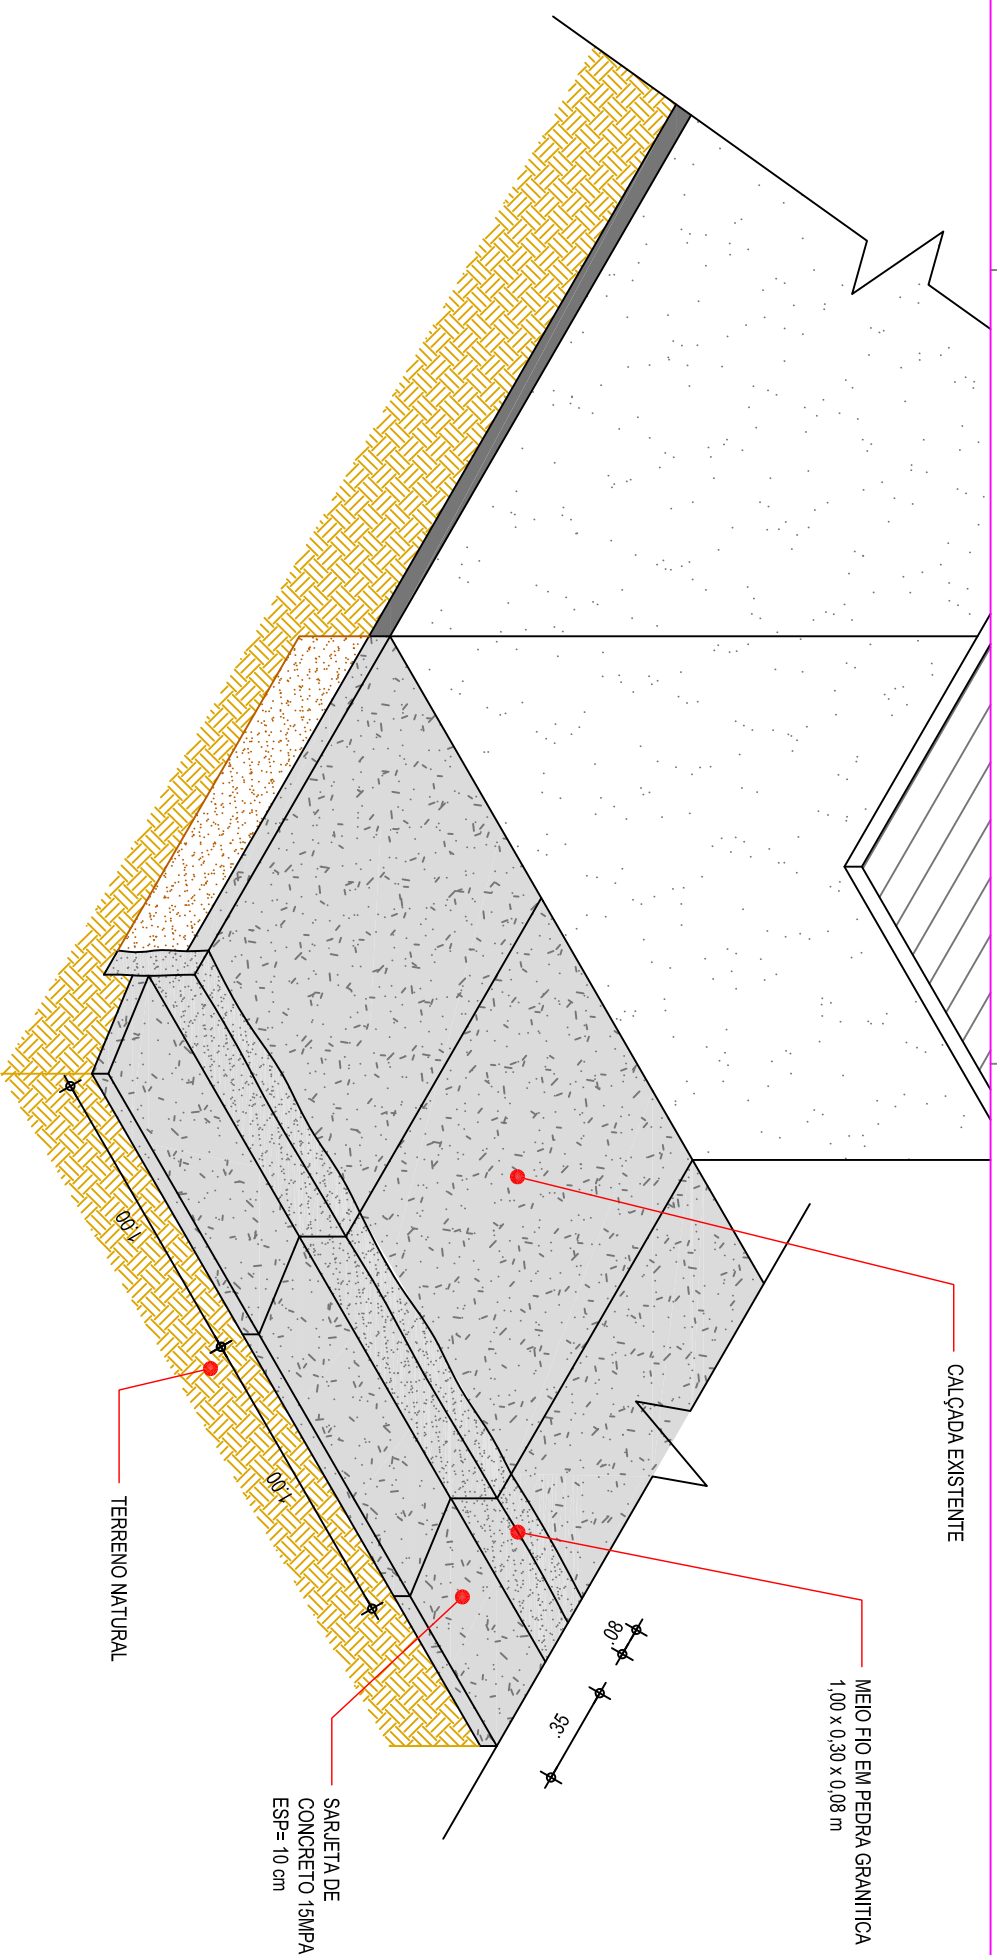 CALÇADA EXISTENTE
MEIO FIO EM PEDRA GRANITICA
1,00 x 0,30 x 0,08 m
.08
.35
1.00
1.00
TERRENO NATURAL
SARJETA DE
CONCRETO 15MPA
ESP= 10 cm